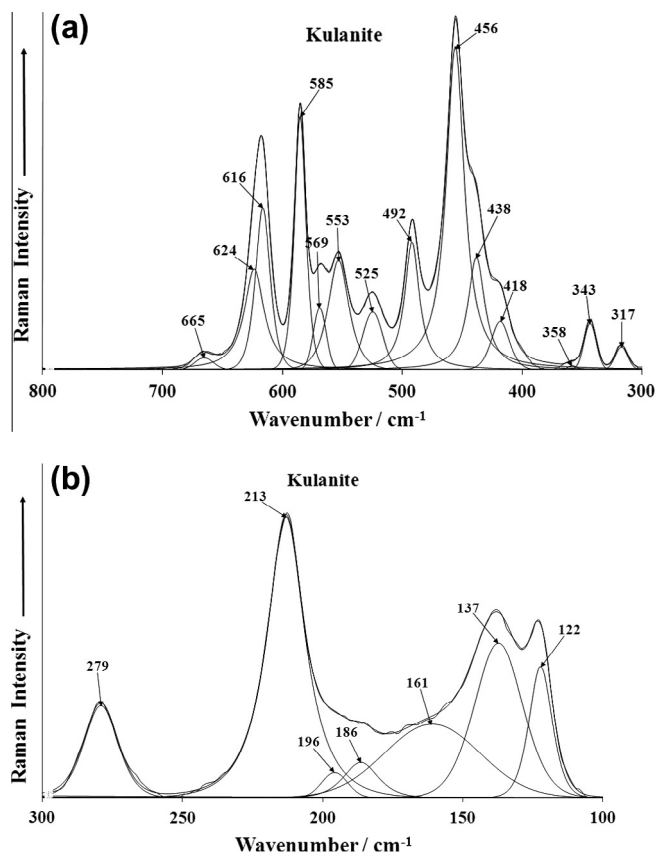 (a)
Kulanite
456
585
616
624
665
569
553
525
492
438
418
358
343
317
Raman Intensity
800 700 600 500 400 300
Wavenumber / cm-1
(b)
Kulanite
213
279
137
122
161
186
196
Raman Intensity
300 250 200 150 100
Wavenumber / cm-1